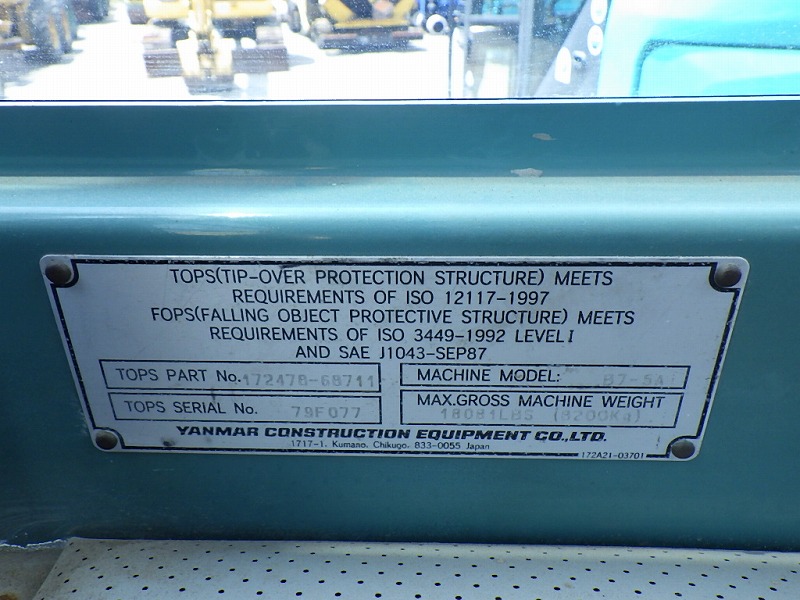 TOPS(TIP-OVER PROTECTION STRUCTURE) MEETS
REQUIREMENTS OF ISO 12117-1997
FOPS(FALLING OBJECT PROTECTIVE STRUCTURE) MEETS
REQUIREMENTS OF ISO 3449-1992 LEVEL I
AND SAE J1043-SEP87
TOPS PART No. 172478-68711
MACHINE MODEL:
TOPS SERIAL No. 79F077
MAX.GROSS MACHINE WEIGHT
18081LBS (8200Kg)
YANMAR CONSTRUCTION EQUIPMENT CO.,LTD.
1717-1, Kumano, Chikugo, 833-0055 Japan
172A21-03701